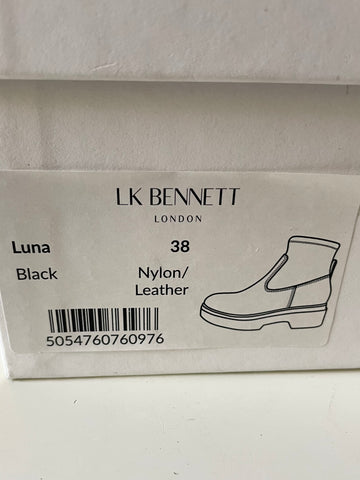 LK BENNETT
LONDON
Luna 38
Black Nylon/
Leather
5054760760976